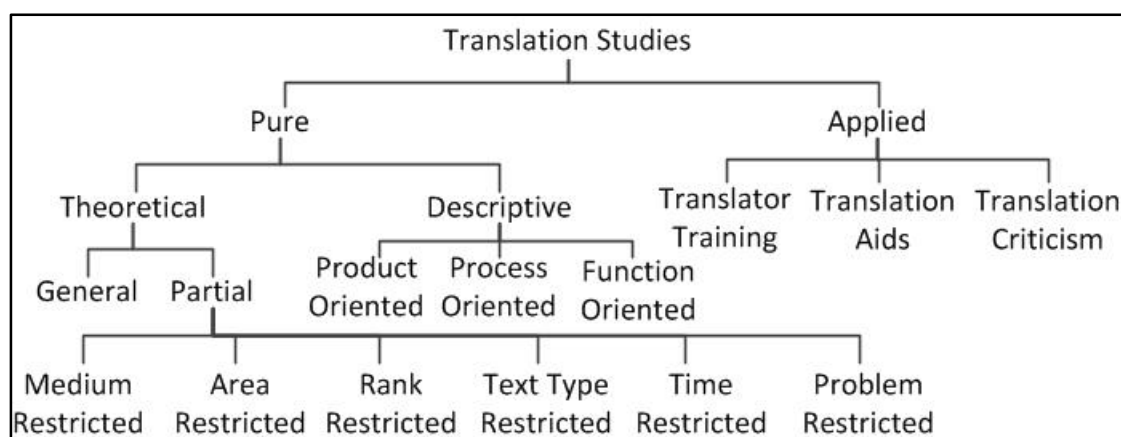 Translation Studies
Pure
Applied
Theoretical
Descriptive
Translator
Training
Translation
Aids
Translation
Criticism
General
Partial
Product
Oriented
Process
Oriented
Function
Oriented
Medium
Restricted
Area
Restricted
Rank
Restricted
Text Type
Restricted
Time
Restricted
Problem
Restricted